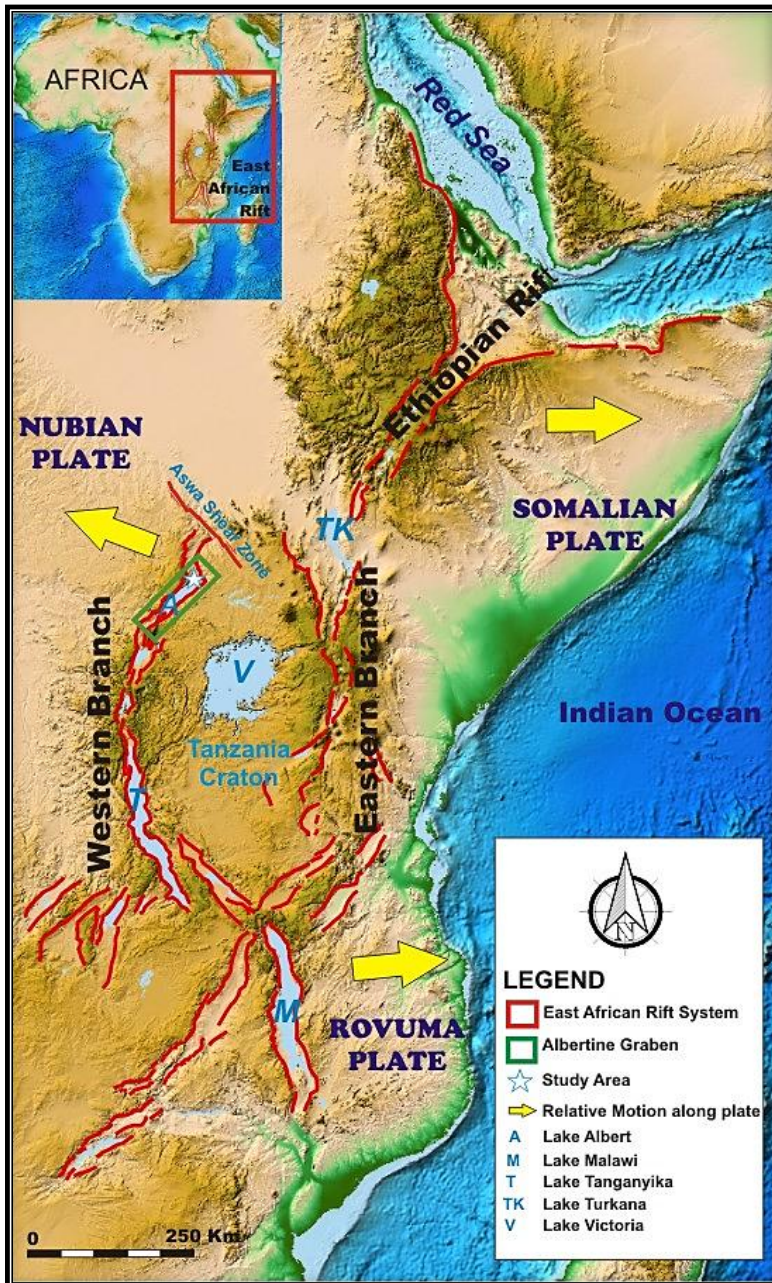 AFRICA
East
African
Rift
Red Sea
Ethiopian Rift
NUBIAN
PLATE
Aswa Shear Zone
TK
SOMALIAN
PLATE
A
Western Branch
V
Eastern Branch
Indian Ocean
Tanzania
Craton
T
M
ROVUMA
PLATE
N
LEGEND
East African Rift System
Albertine Graben
Study Area
Relative Motion along plate
A Lake Albert
M Lake Malawi
T Lake Tanganyika
TK Lake Turkana
V Lake Victoria
0 250 Km